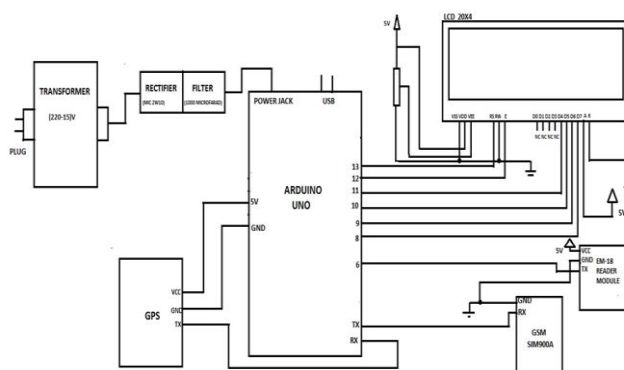 LCD 20X4
5V
TRANSFORMER
(220-15)V
PLUG
RECTIFIER
(MIC 2W10)
FILTER
(1000 MICROFARAD)
POWER JACK
USB
VSS VDD VEE
RS RW E
D0 D1 D2 D3 D4 D5 D6 D7 A K
NC NC NC NC
ARDUINO
UNO
13
12
11
10
9
8
6
5V
GND
TX
RX
GPS
VCC
GND
TX
5V
5V
VCC
GND
TX
EM-18
READER
MODULE
GND
RX
GSM
SIM900A